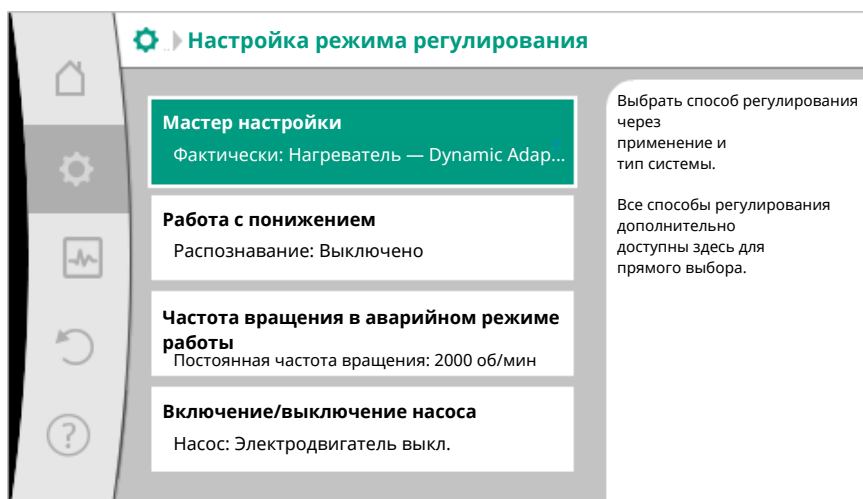 Настройка режима регулирования
Мастер настройки
Фактически: Нагреватель — Dynamic Adap...
Работа с понижением
Распознавание: Выключено
Частота вращения в аварийном режиме
работы
Постоянная частота вращения: 2000 об/мин
Включение/выключение насоса
Насос: Электродвигатель выкл.
Выбрать способ регулирования
через
применение и
тип системы.
Все способы регулирования
дополнительно
доступны здесь для
прямого выбора.